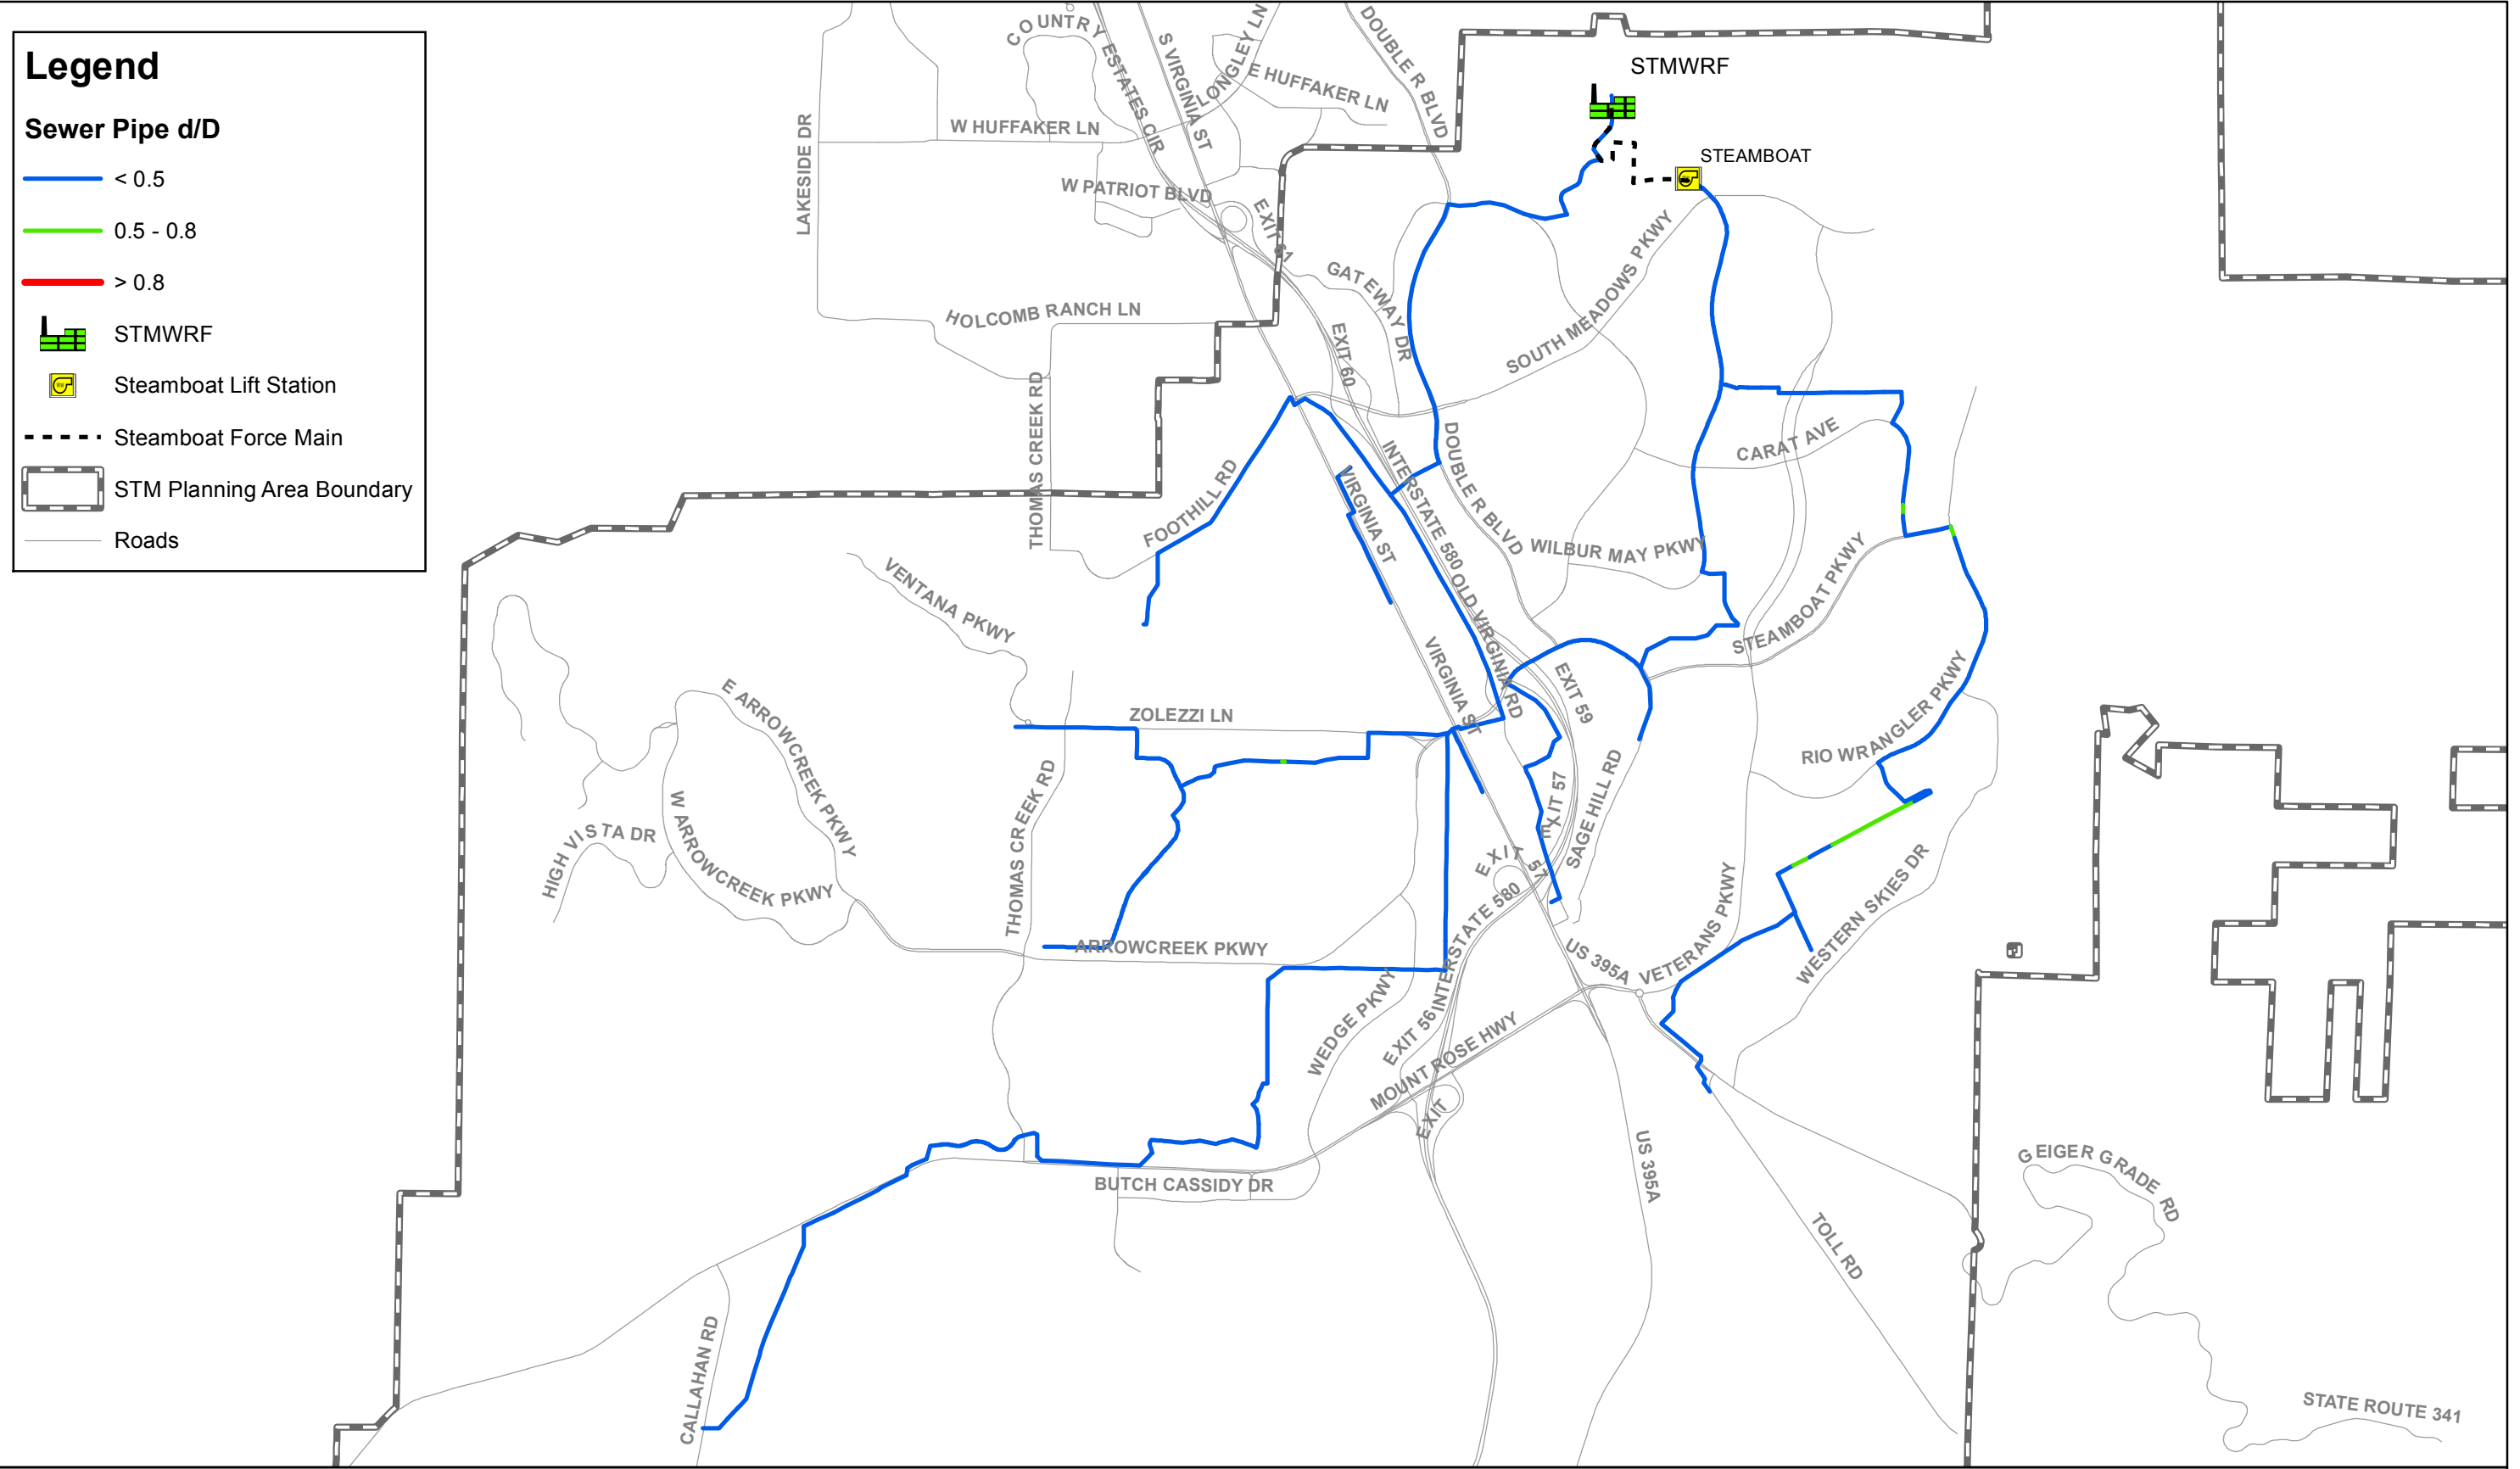 Legend
Sewer Pipe d/D
< 0.5
0.5 - 0.8
> 0.8
STMWRF
Steamboat Lift Station
Steamboat Force Main
STM Planning Area Boundary
Roads
COUNTRY ESTATES CIR
S VIRGINIA ST
LONGLEY LN
E HUFFAKER LN
DOUBLE R BLVD
STMWRF
STEAMBOAT
LAKESIDE DR
W HUFFAKER LN
W PATRIOT BLVD
EXIT 61
GATEWAY DR
SOUTH MEADOWS PKWY
HOLCOMB RANCH LN
EXIT 60
THOMAS CREEK RD
FOOTHILL RD
VIRGINIA ST
INTERSTATE 580
DOUBLE R BLVD
CARAT AVE
WILBUR MAY PKWY
STEAMBOAT PKWY
VENTANA PKWY
OLD VIRGINIA RD
VIRGINIA ST
EXIT 59
E ARROWCREEK PKWY
ZOLEZZI LN
RIO WRANGLER PKWY
W ARROWCREEK PKWY
HIGH VISTA DR
THOMAS CREEK RD
EXIT 57
SAGE HILL RD
EXIT 57
INTERSTATE 580
ARROWCREEK PKWY
US 395A
VETERANS PKWY
WESTERN SKIES DR
WEDGE PKWY
EXIT 56
MOUNT ROSE HWY
EXIT
US 395A
BUTCH CASSIDY DR
GEIGER GRADE RD
TOLL RD
CALLAHAN RD
STATE ROUTE 341